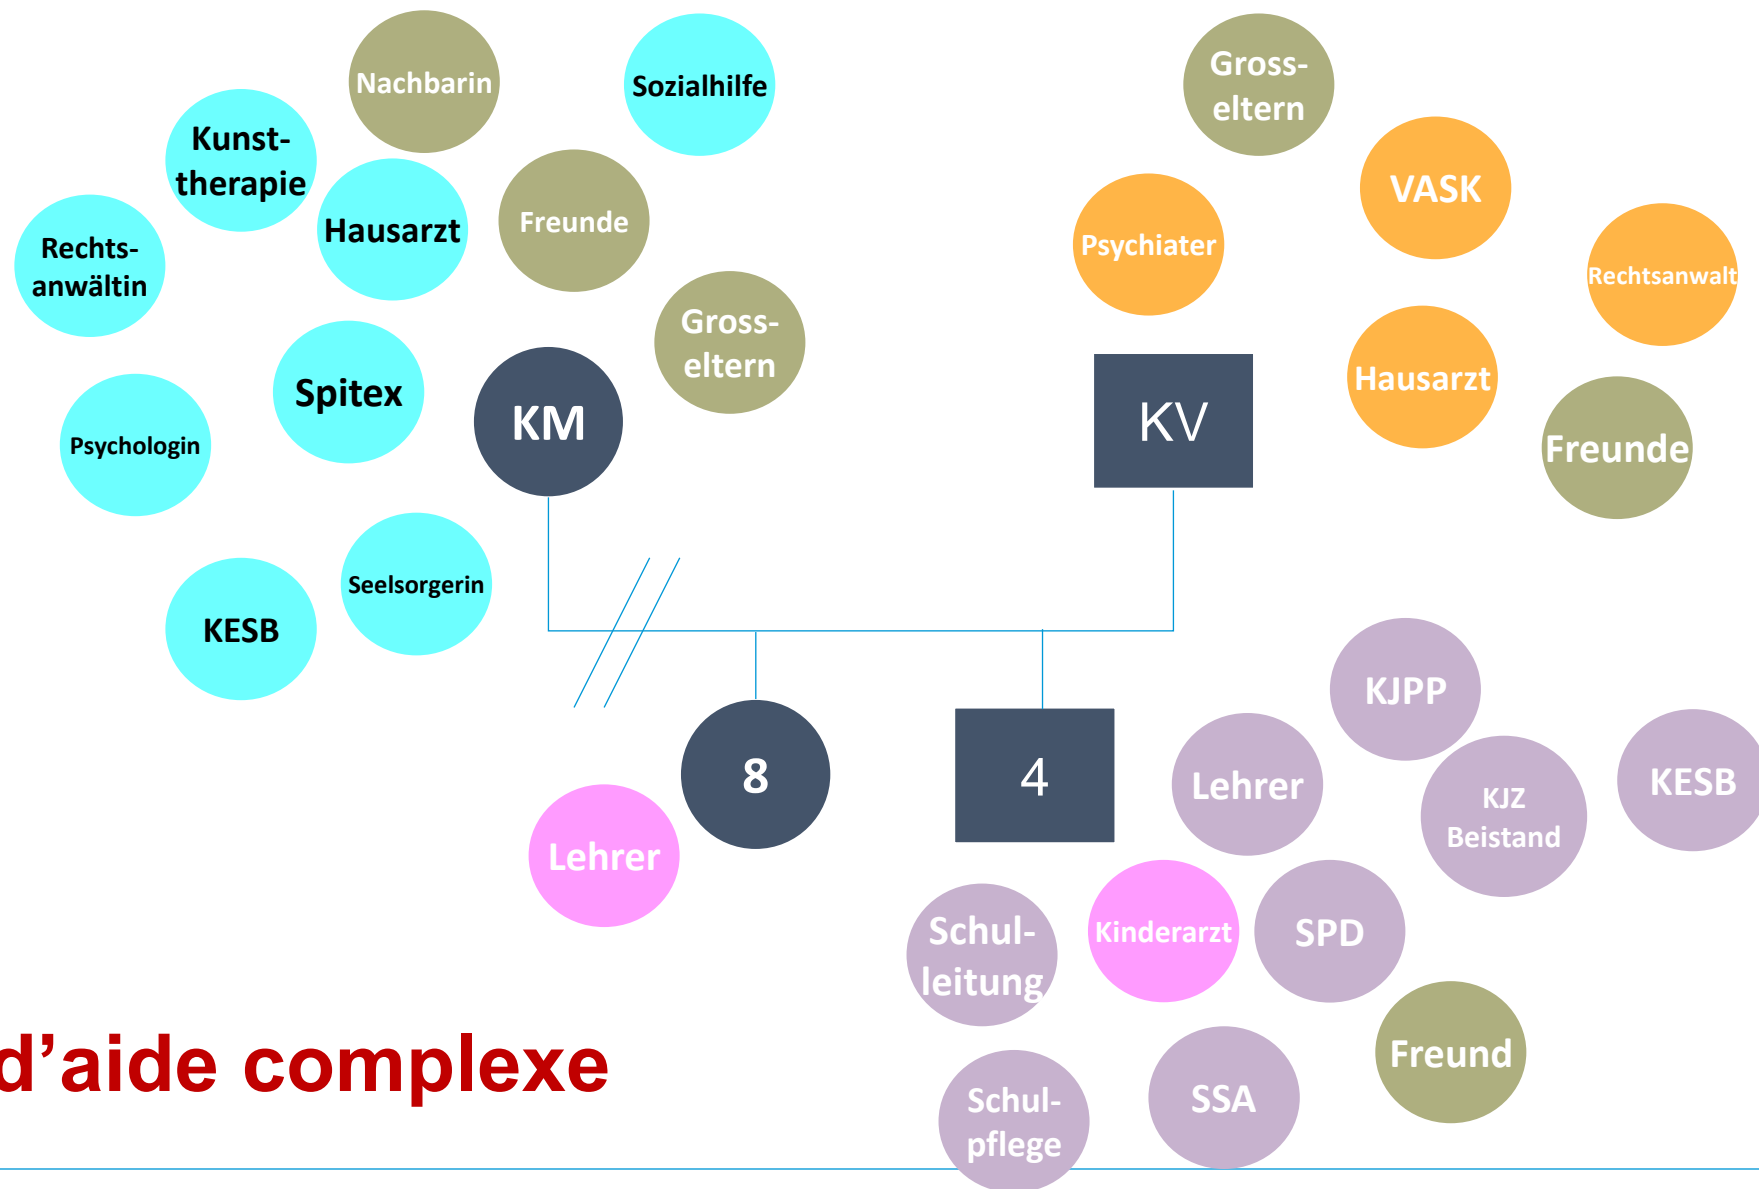 Nachbarin
Sozialhilfe
Kunst-
therapie
Hausarzt
Freunde
Rechts-
anwältin
Gross-
eltern
Spitex
KM
Psychologin
Seelsorgerin
KESB
Gross-
eltern
VASK
Psychiater
Rechtsanwalt
Hausarzt
KV
Freunde
8
4
Lehrer
KJPP
Lehrer
KJZ
Beistand
KESB
Schul-
leitung
Kinderarzt
SPD
Freund
Schul-
pflege
SSA
d’aide complexe